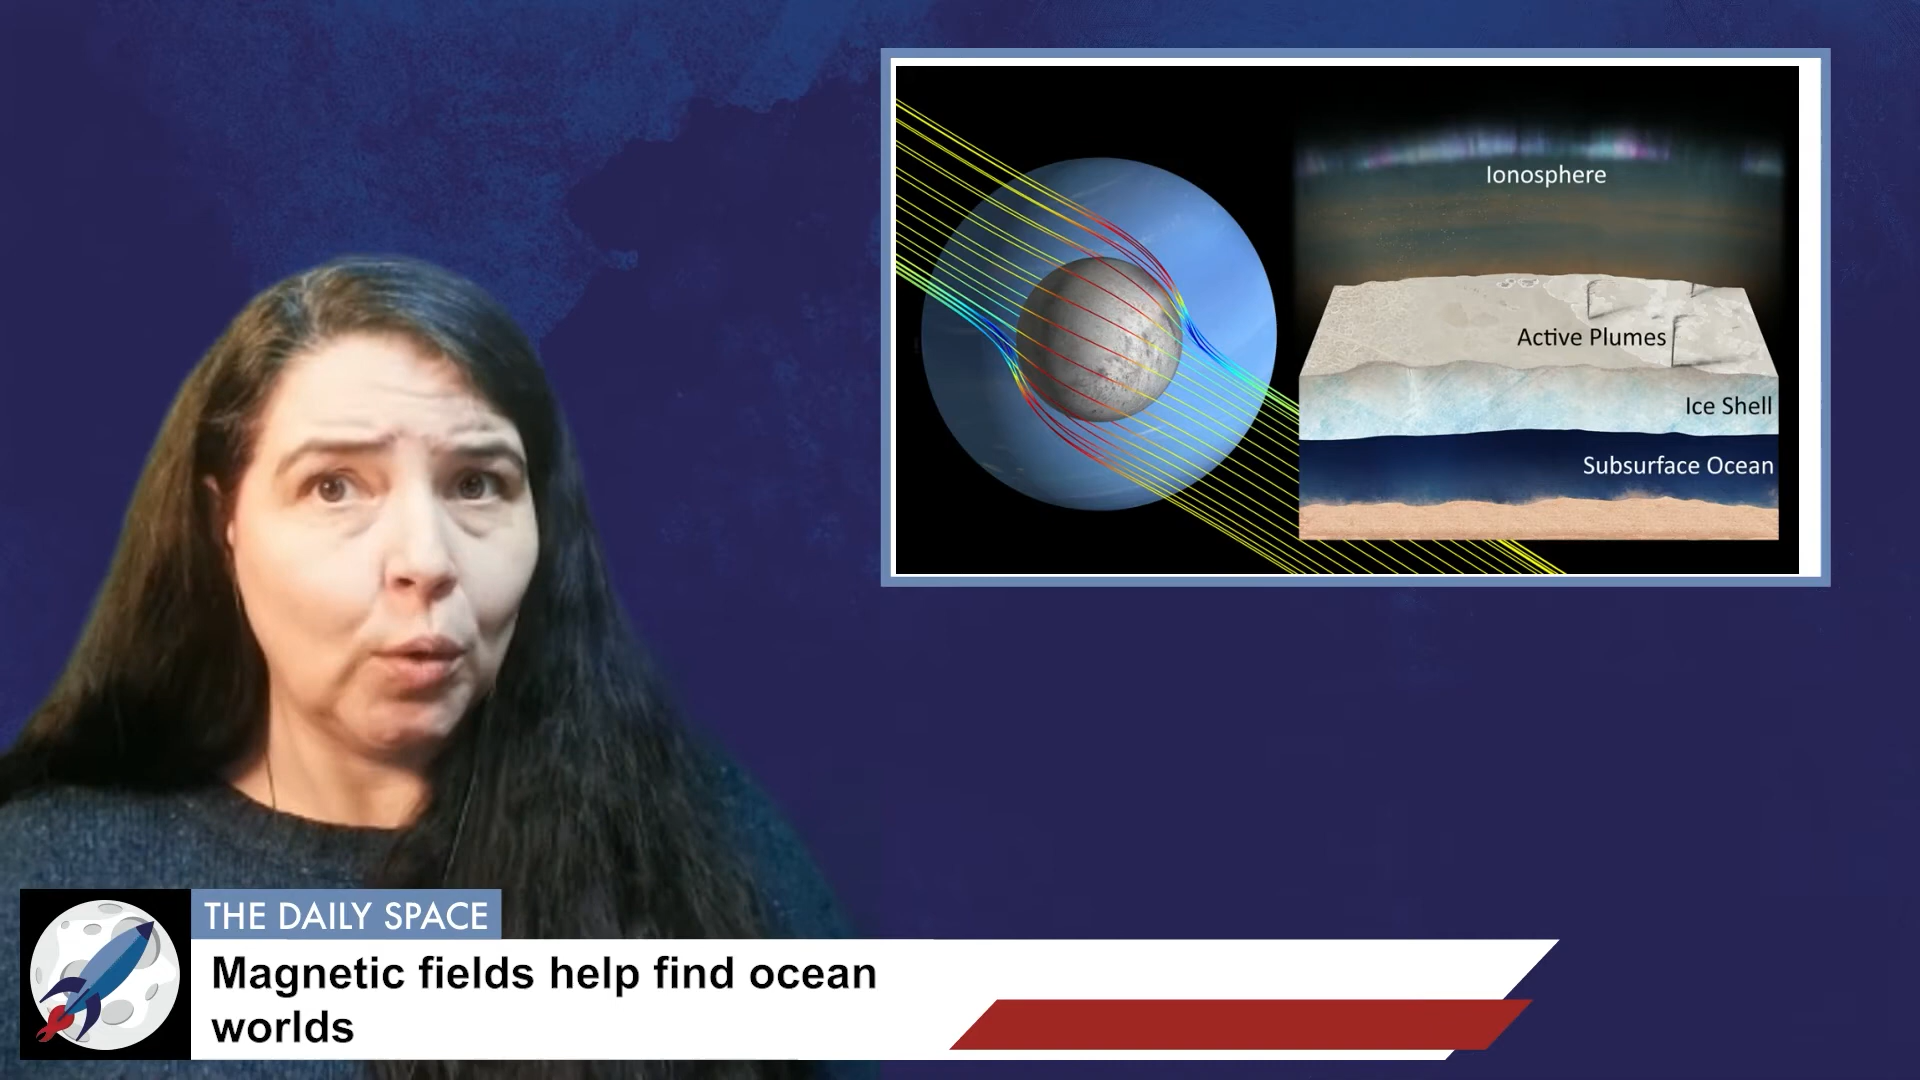 Ionosphere
Active Plumes
Ice Shell
Subsurface Ocean
THE DAILY SPACE
Magnetic fields help find ocean
worlds